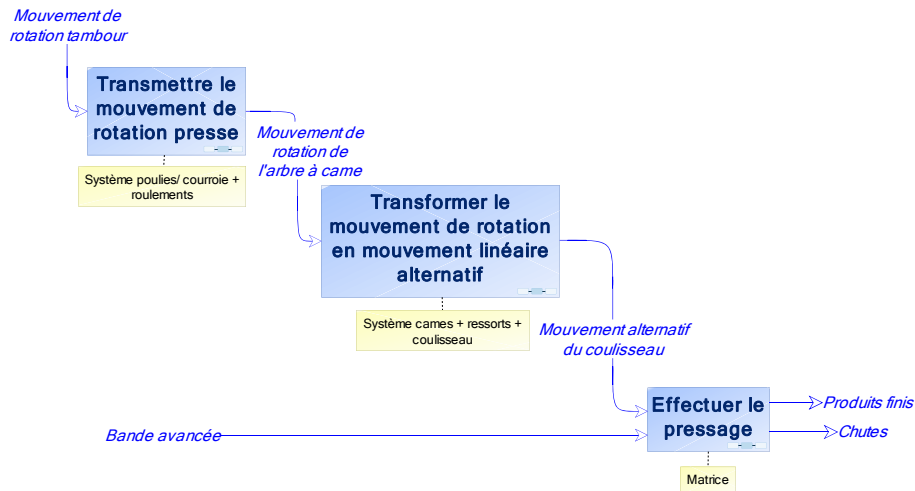 Mouvement de
rotation tambour
Transmettre le
mouvement de
rotation presse
Système poulies/ courroie +
roulements
Mouvement de
rotation de
l'arbre à came
Transformer le
mouvement de rotation
en mouvement linéaire
alternatif
Système cames + ressorts +
coulisseau
Mouvement alternatif
du coulisseau
Effectuer le
pressage
Produits finis
Chutes
Bande avancée
Matrice